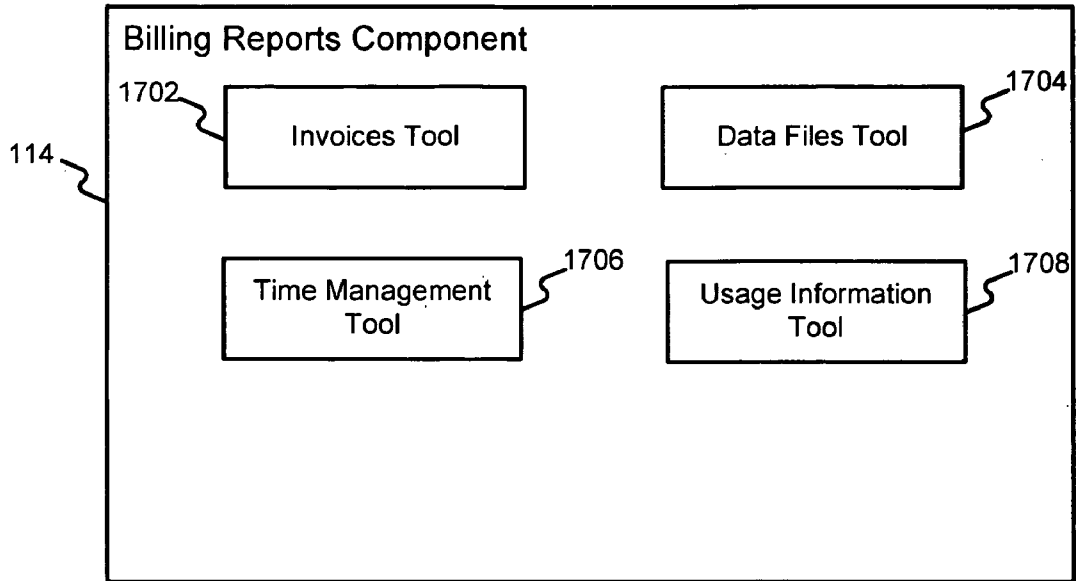 Billing Reports Component
1702
Invoices Tool
1704
Data Files Tool
114
1706
Time Management
Tool
1708
Usage Information
Tool